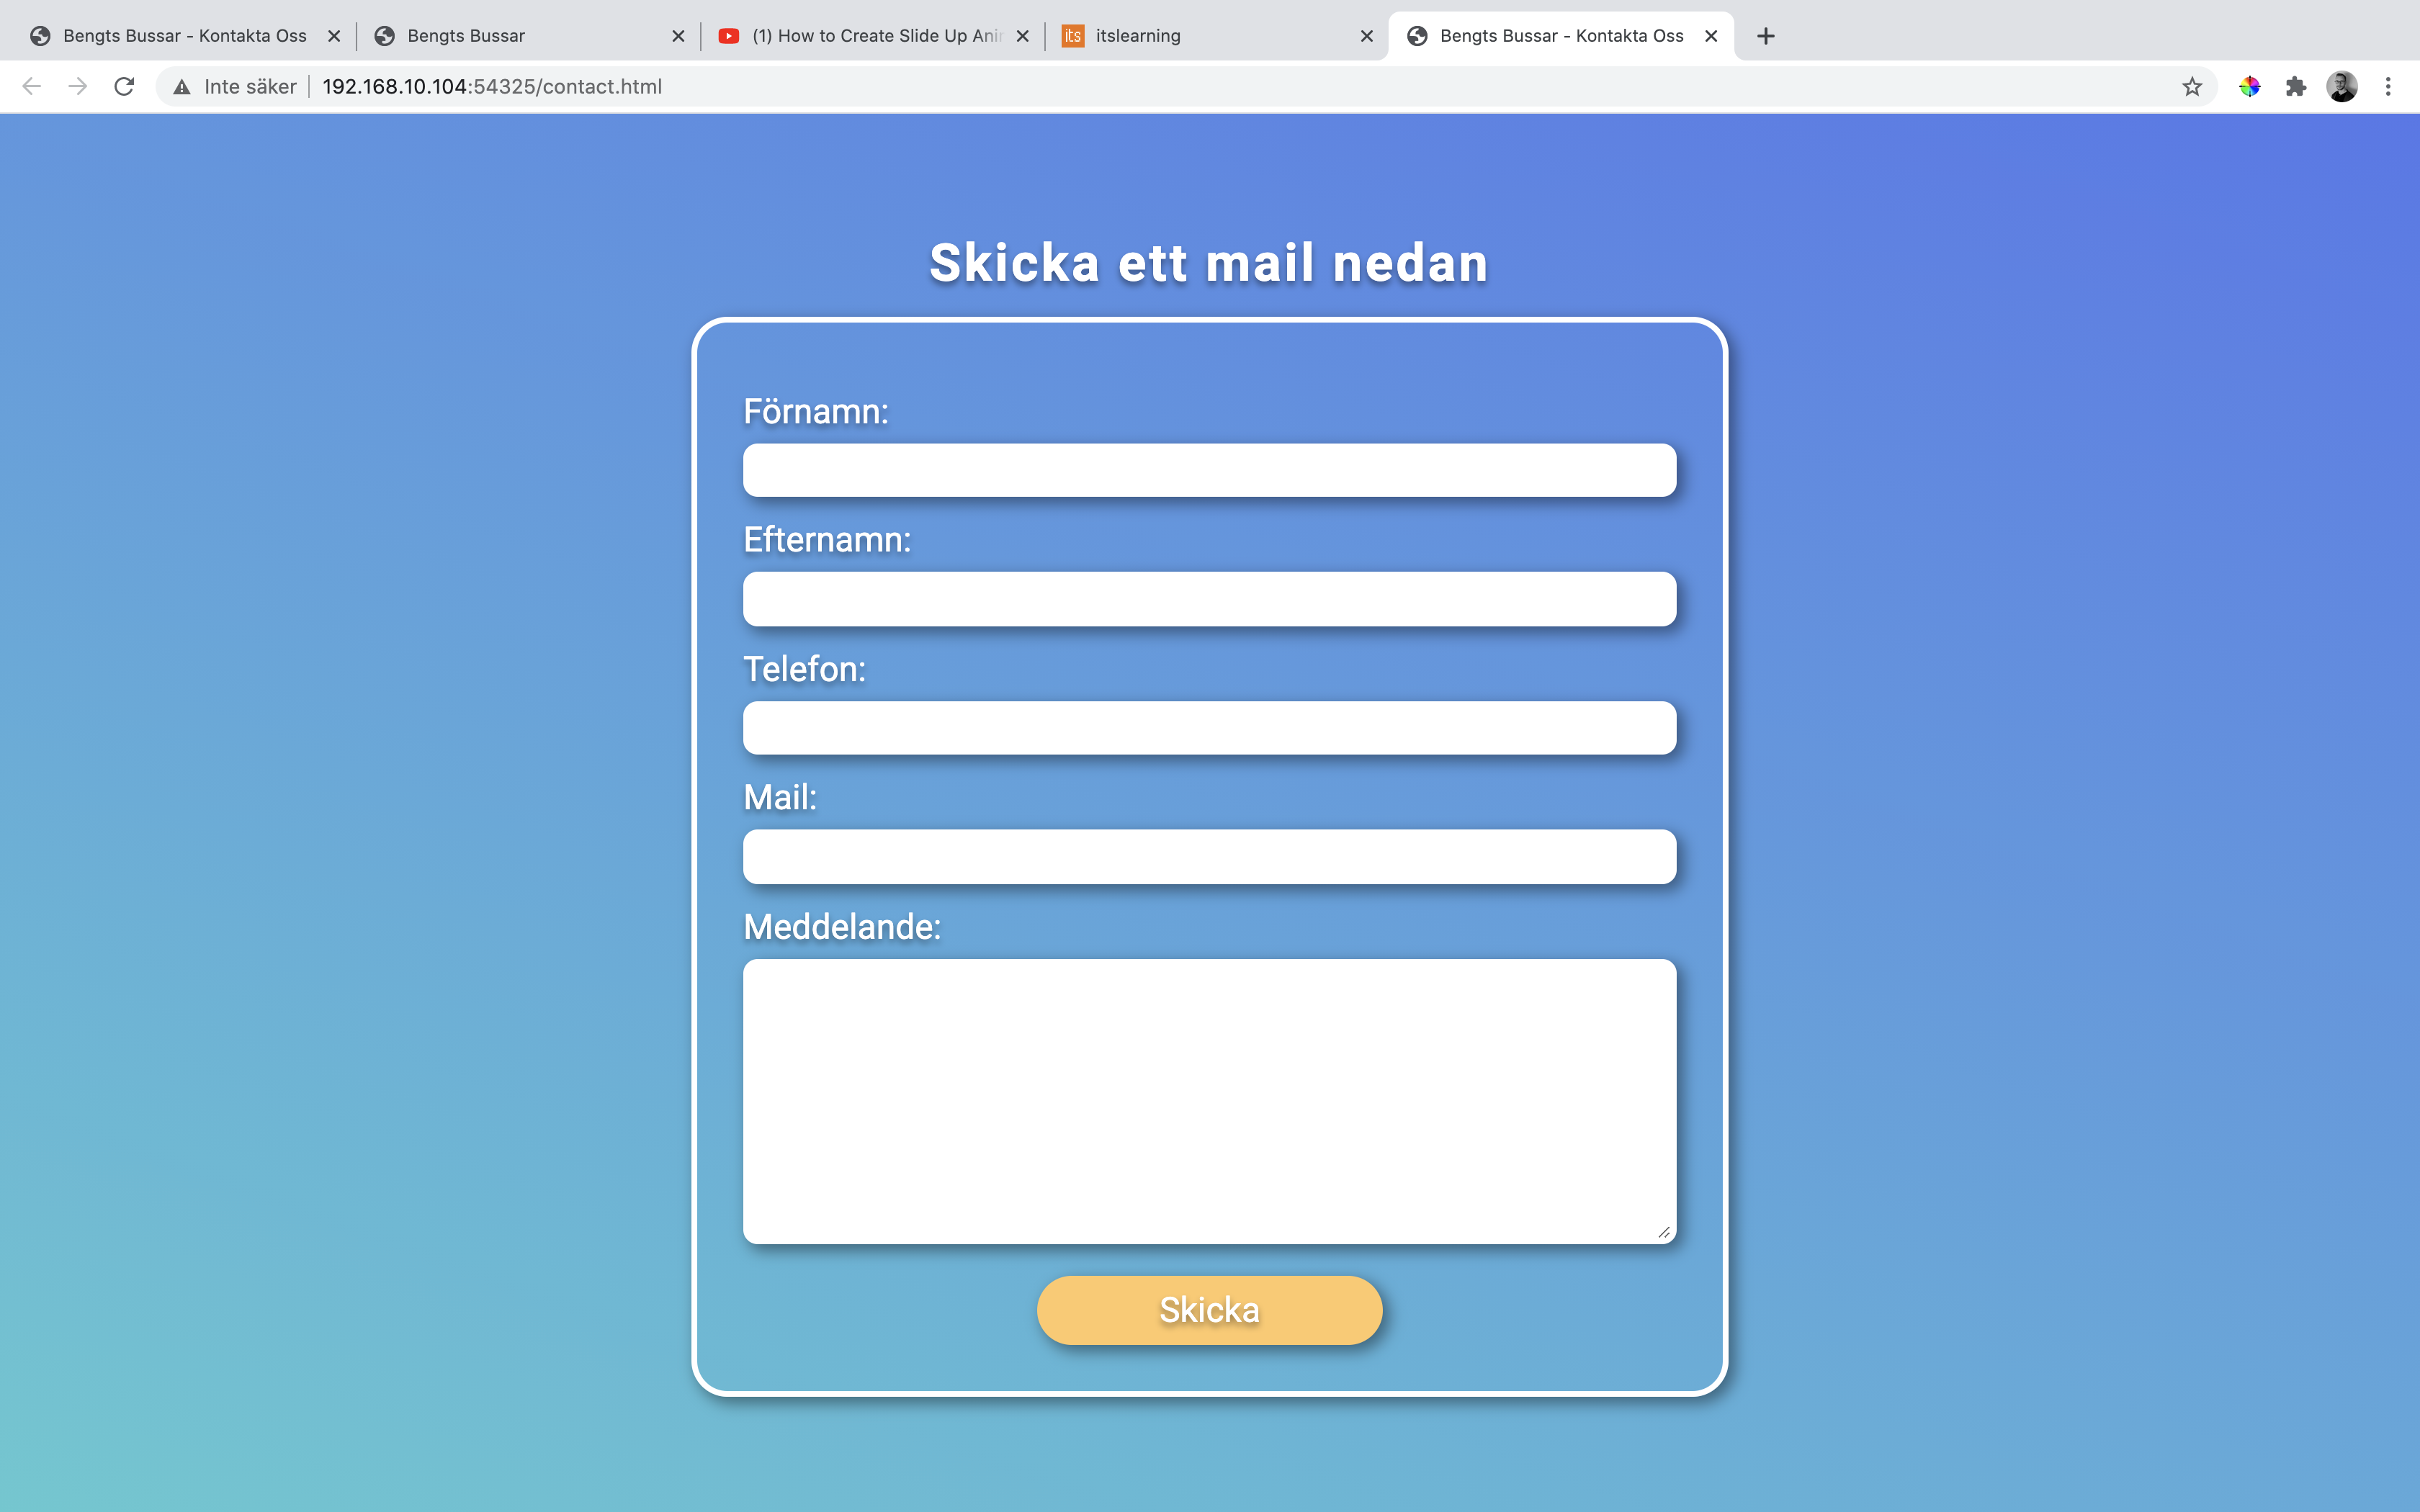 Bengts Bussar - Kontakta Oss
Bengts Bussar
(1) How to Create Slide Up Ani
its itslearning
Bengts Bussar - Kontakta Oss
Inte säker 192.168.10.104:54325/contact.html
Skicka ett mail nedan
Förnamn:
Efternamn:
Telefon:
Mail:
Meddelande:
Skicka